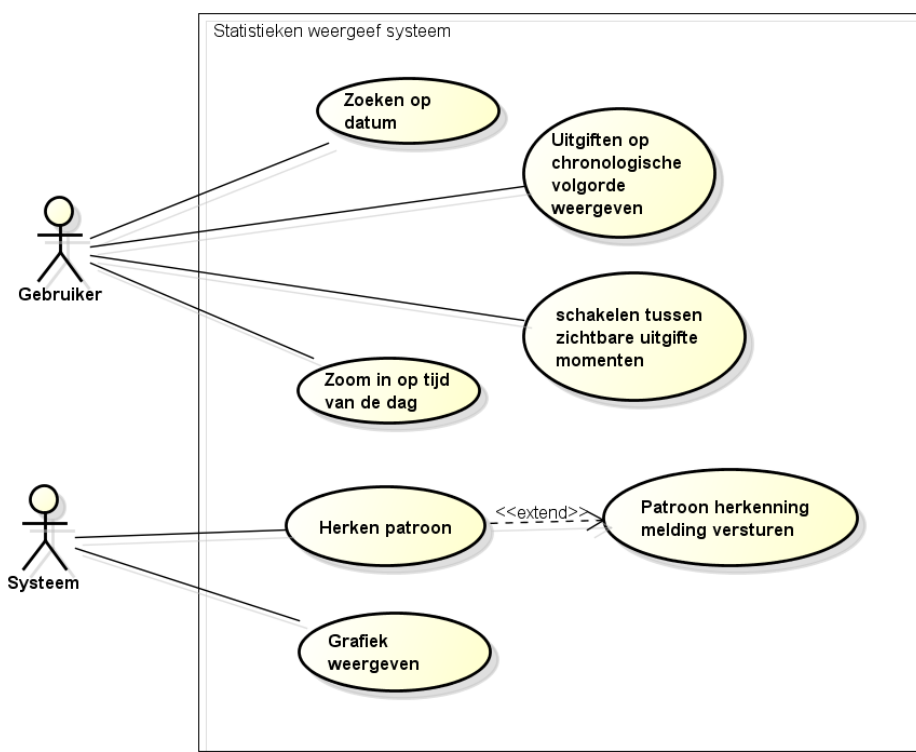 Statistieken weergeef systeem
Zoeken op
datum
Uitgiften op
chronologische
volgorde
weergeven
Gebruiker
schakelen tussen
zichtbare uitgifte
momenten
Zoom in op tijd
van de dag
Herken patroon
<<extend>>
Patroon herkenning
melding versturen
Systeem
Grafiek
weergeven